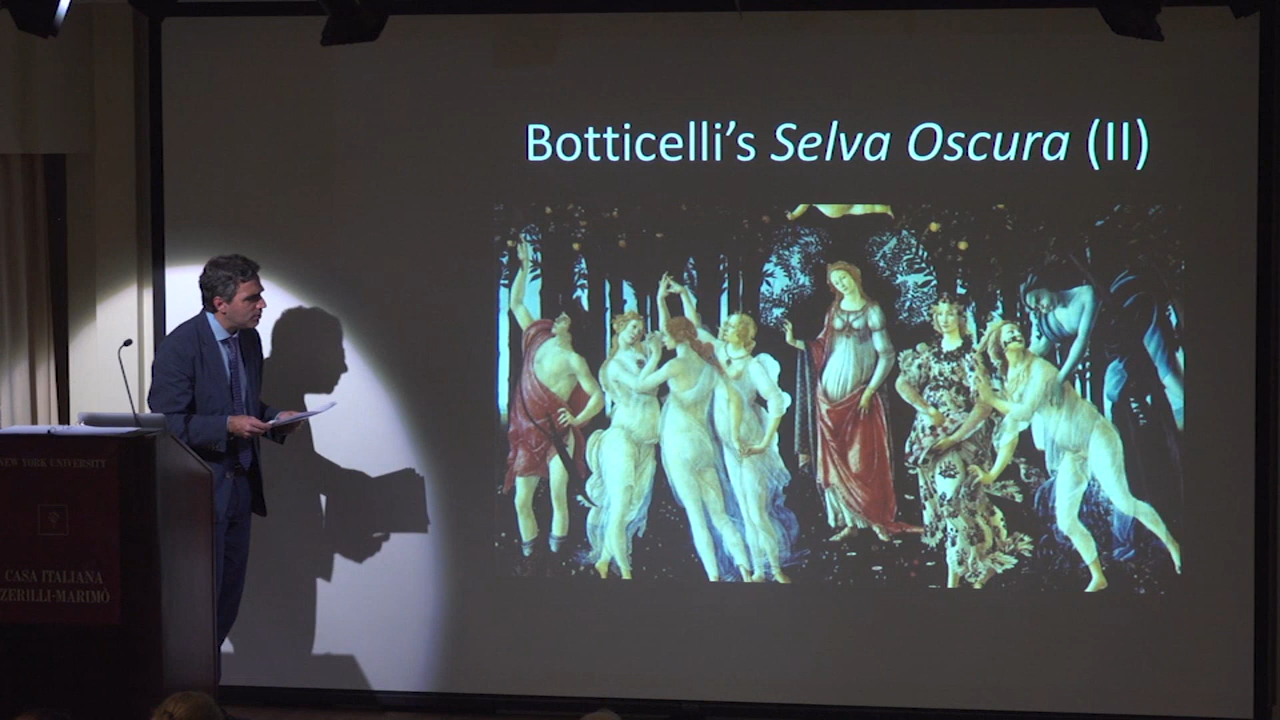 Botticelli’s Selva Oscura (II)
NEW YORK UNIVERSITY
CASA ITALIANA
ZERILLI-MARIMÒ